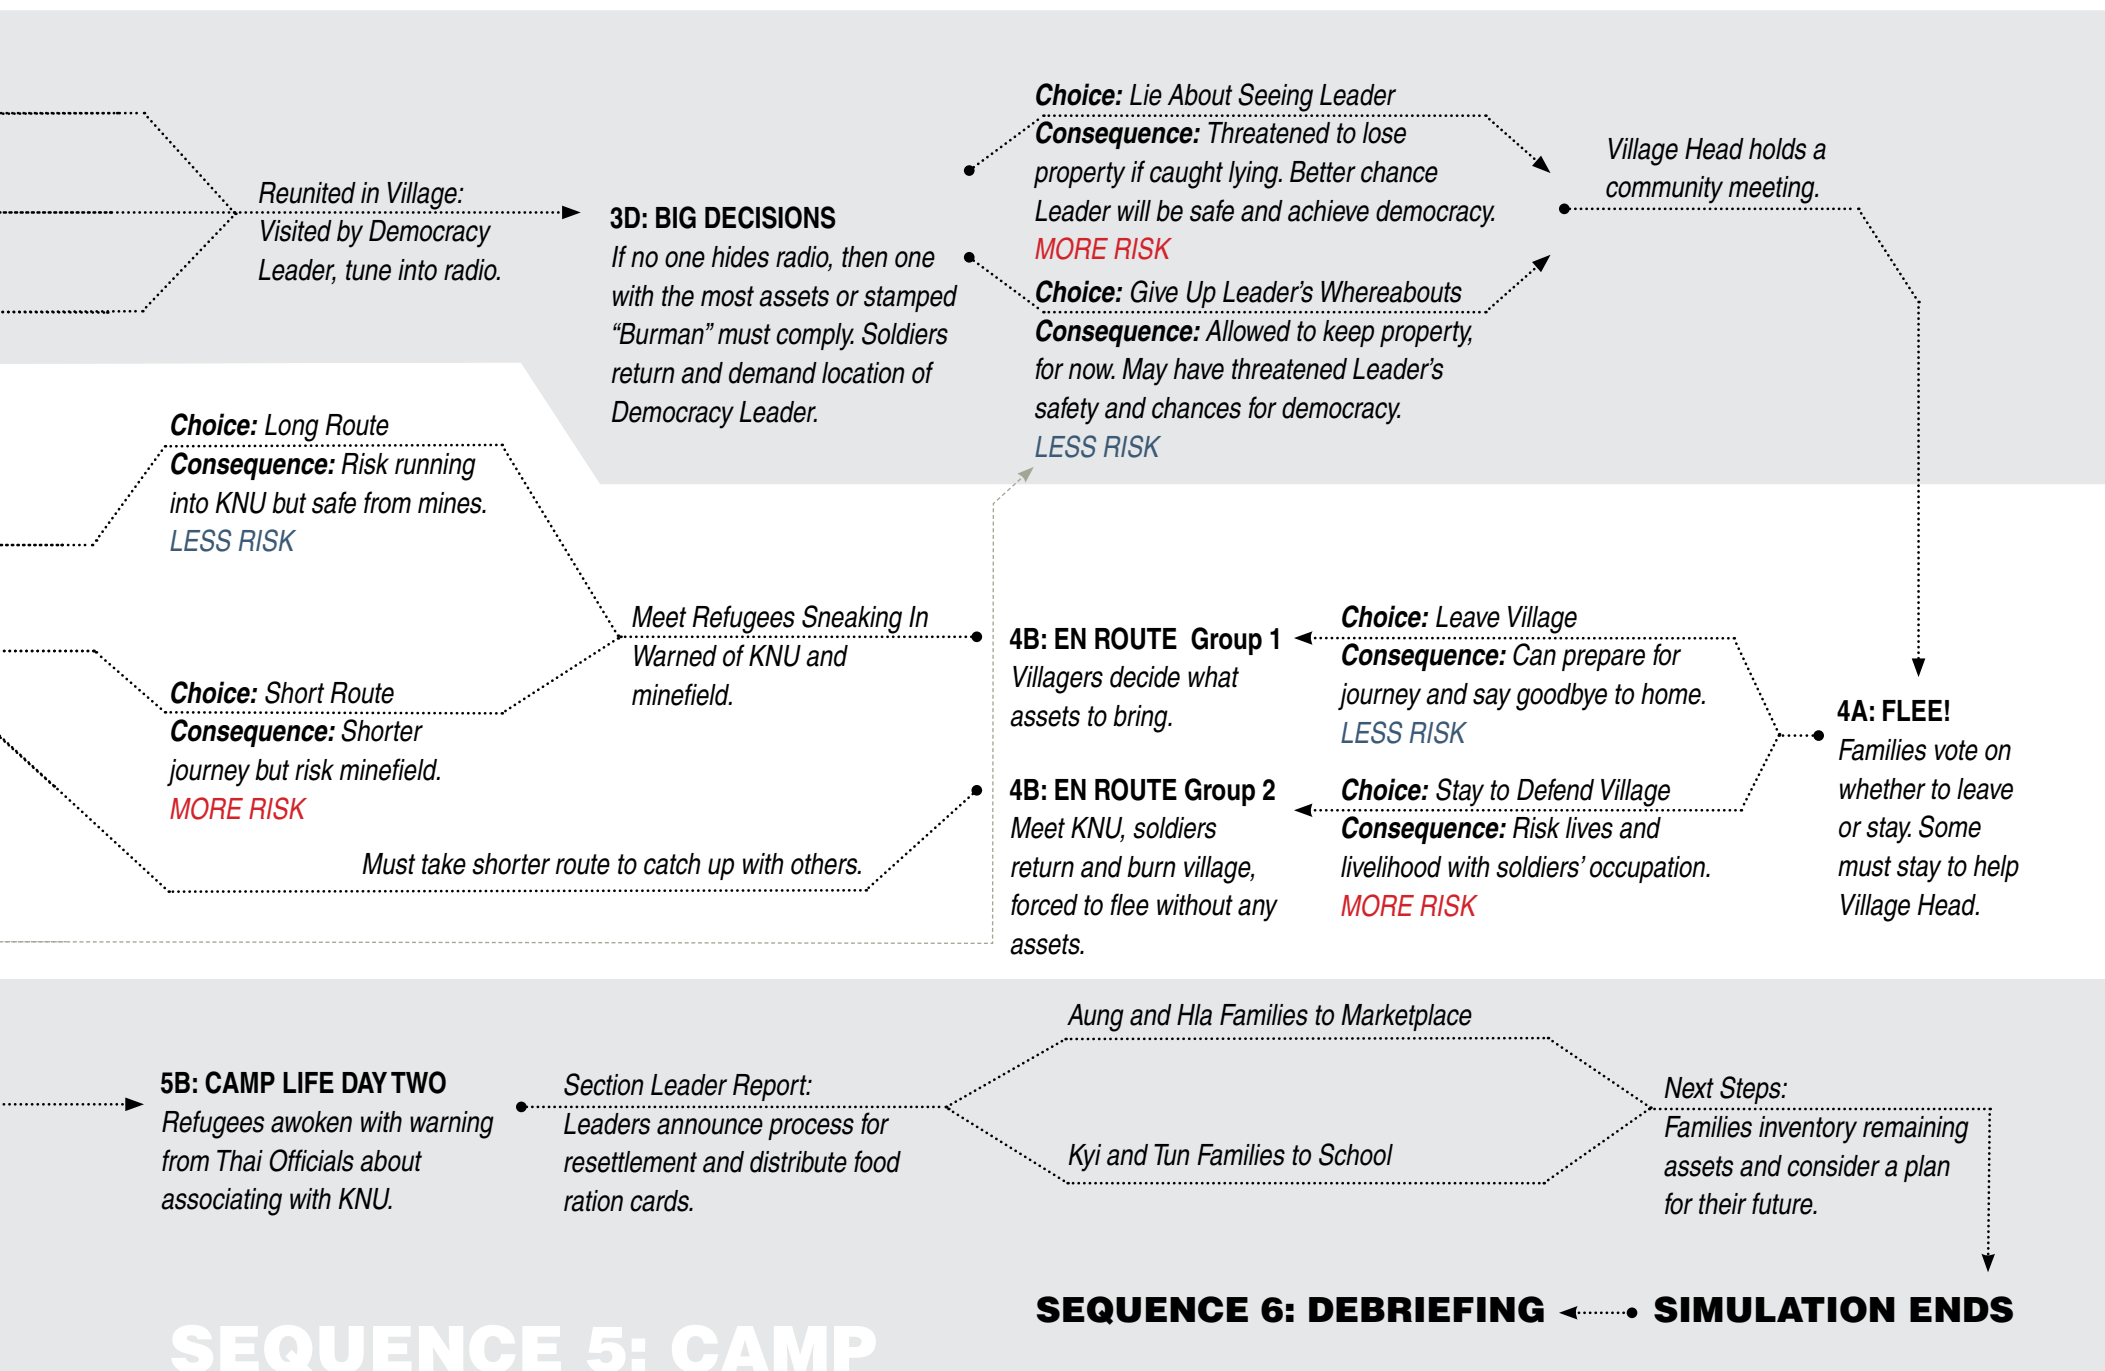 Reunited in Village:
Visited by Democracy
Leader, tune into radio.
3D: BIG DECISIONS
If no one hides radio, then one
with the most assets or stamped
“Burman” must comply. Soldiers
return and demand location of
Democracy Leader.
Choice: Lie About Seeing Leader
Consequence: Threatened to lose
property if caught lying. Better chance
Leader will be safe and achieve democracy.
MORE RISK
Choice: Give Up Leader’s Whereabouts
Consequence: Allowed to keep property,
for now. May have threatened Leader’s
safety and chances for democracy.
LESS RISK
Village Head holds a
community meeting.
Choice: Long Route
Consequence: Risk running
into KNU but safe from mines.
LESS RISK
Choice: Short Route
Consequence: Shorter
journey but risk minefield.
MORE RISK
Meet Refugees Sneaking In
Warned of KNU and
minefield.
Must take shorter route to catch up with others.
4B: EN ROUTE Group 1
Villagers decide what
assets to bring.
4B: EN ROUTE Group 2
Meet KNU, soldiers
return and burn village,
forced to flee without any
assets.
Choice: Leave Village
Consequence: Can prepare for
journey and say goodbye to home.
LESS RISK
Choice: Stay to Defend Village
Consequence: Risk lives and
livelihood with soldiers’ occupation.
MORE RISK
4A: FLEE!
Families vote on
whether to leave
or stay. Some
must stay to help
Village Head.
5B: CAMP LIFE DAY TWO
Refugees awoken with warning
from Thai Officials about
associating with KNU.
Section Leader Report:
Leaders announce process for
resettlement and distribute food
ration cards.
Aung and Hla Families to Marketplace
Kyi and Tun Families to School
Next Steps:
Families inventory remaining
assets and consider a plan
for their future.
SEQUENCE 6: DEBRIEFING
SIMULATION ENDS
SEQUENCE 5: CAMP